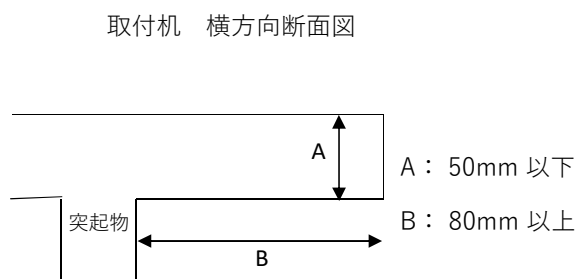 取付机　横方向断面図
A
A： 50mm 以下
突起物
B： 80mm 以上
B